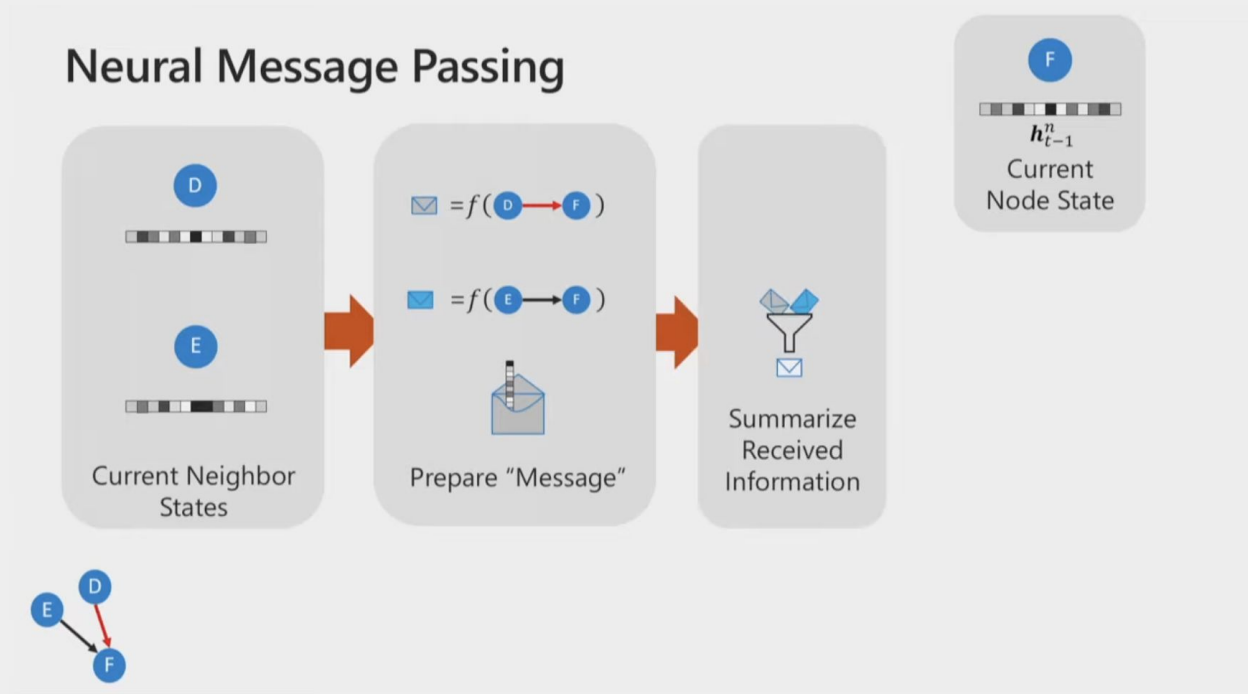 Neural Message Passing
D
E
Current Neighbor
States
=f(D F)
=f(E F)
Prepare “Message”
Summarize
Received
Information
F
h^n_{t−1}
Current
Node State
D
E
F